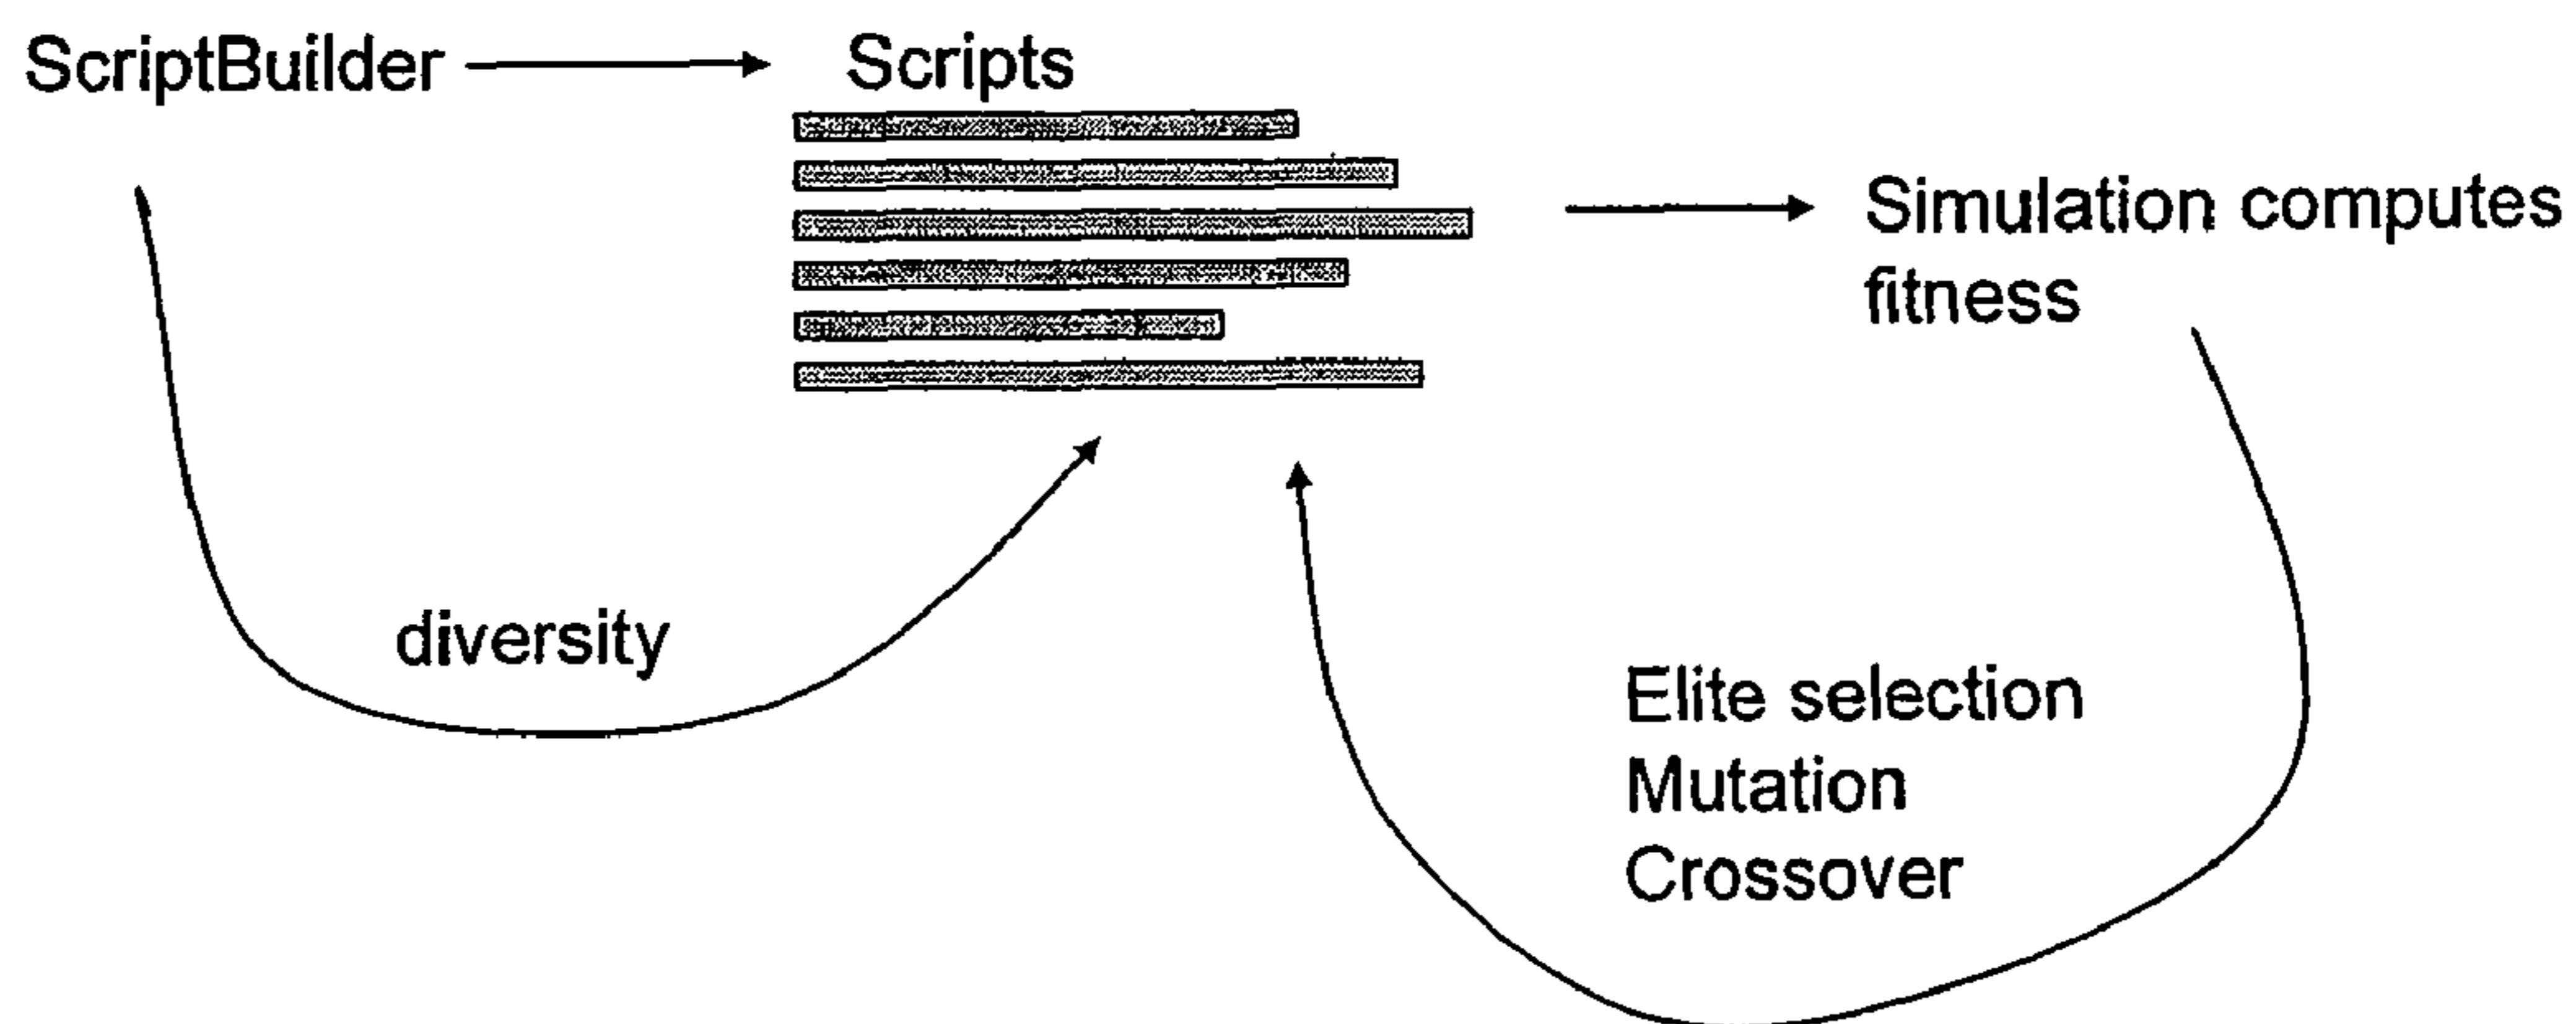 ScriptBuilder
Scripts
Simulation computes
fitness
diversity
Elite selection
Mutation
Crossover